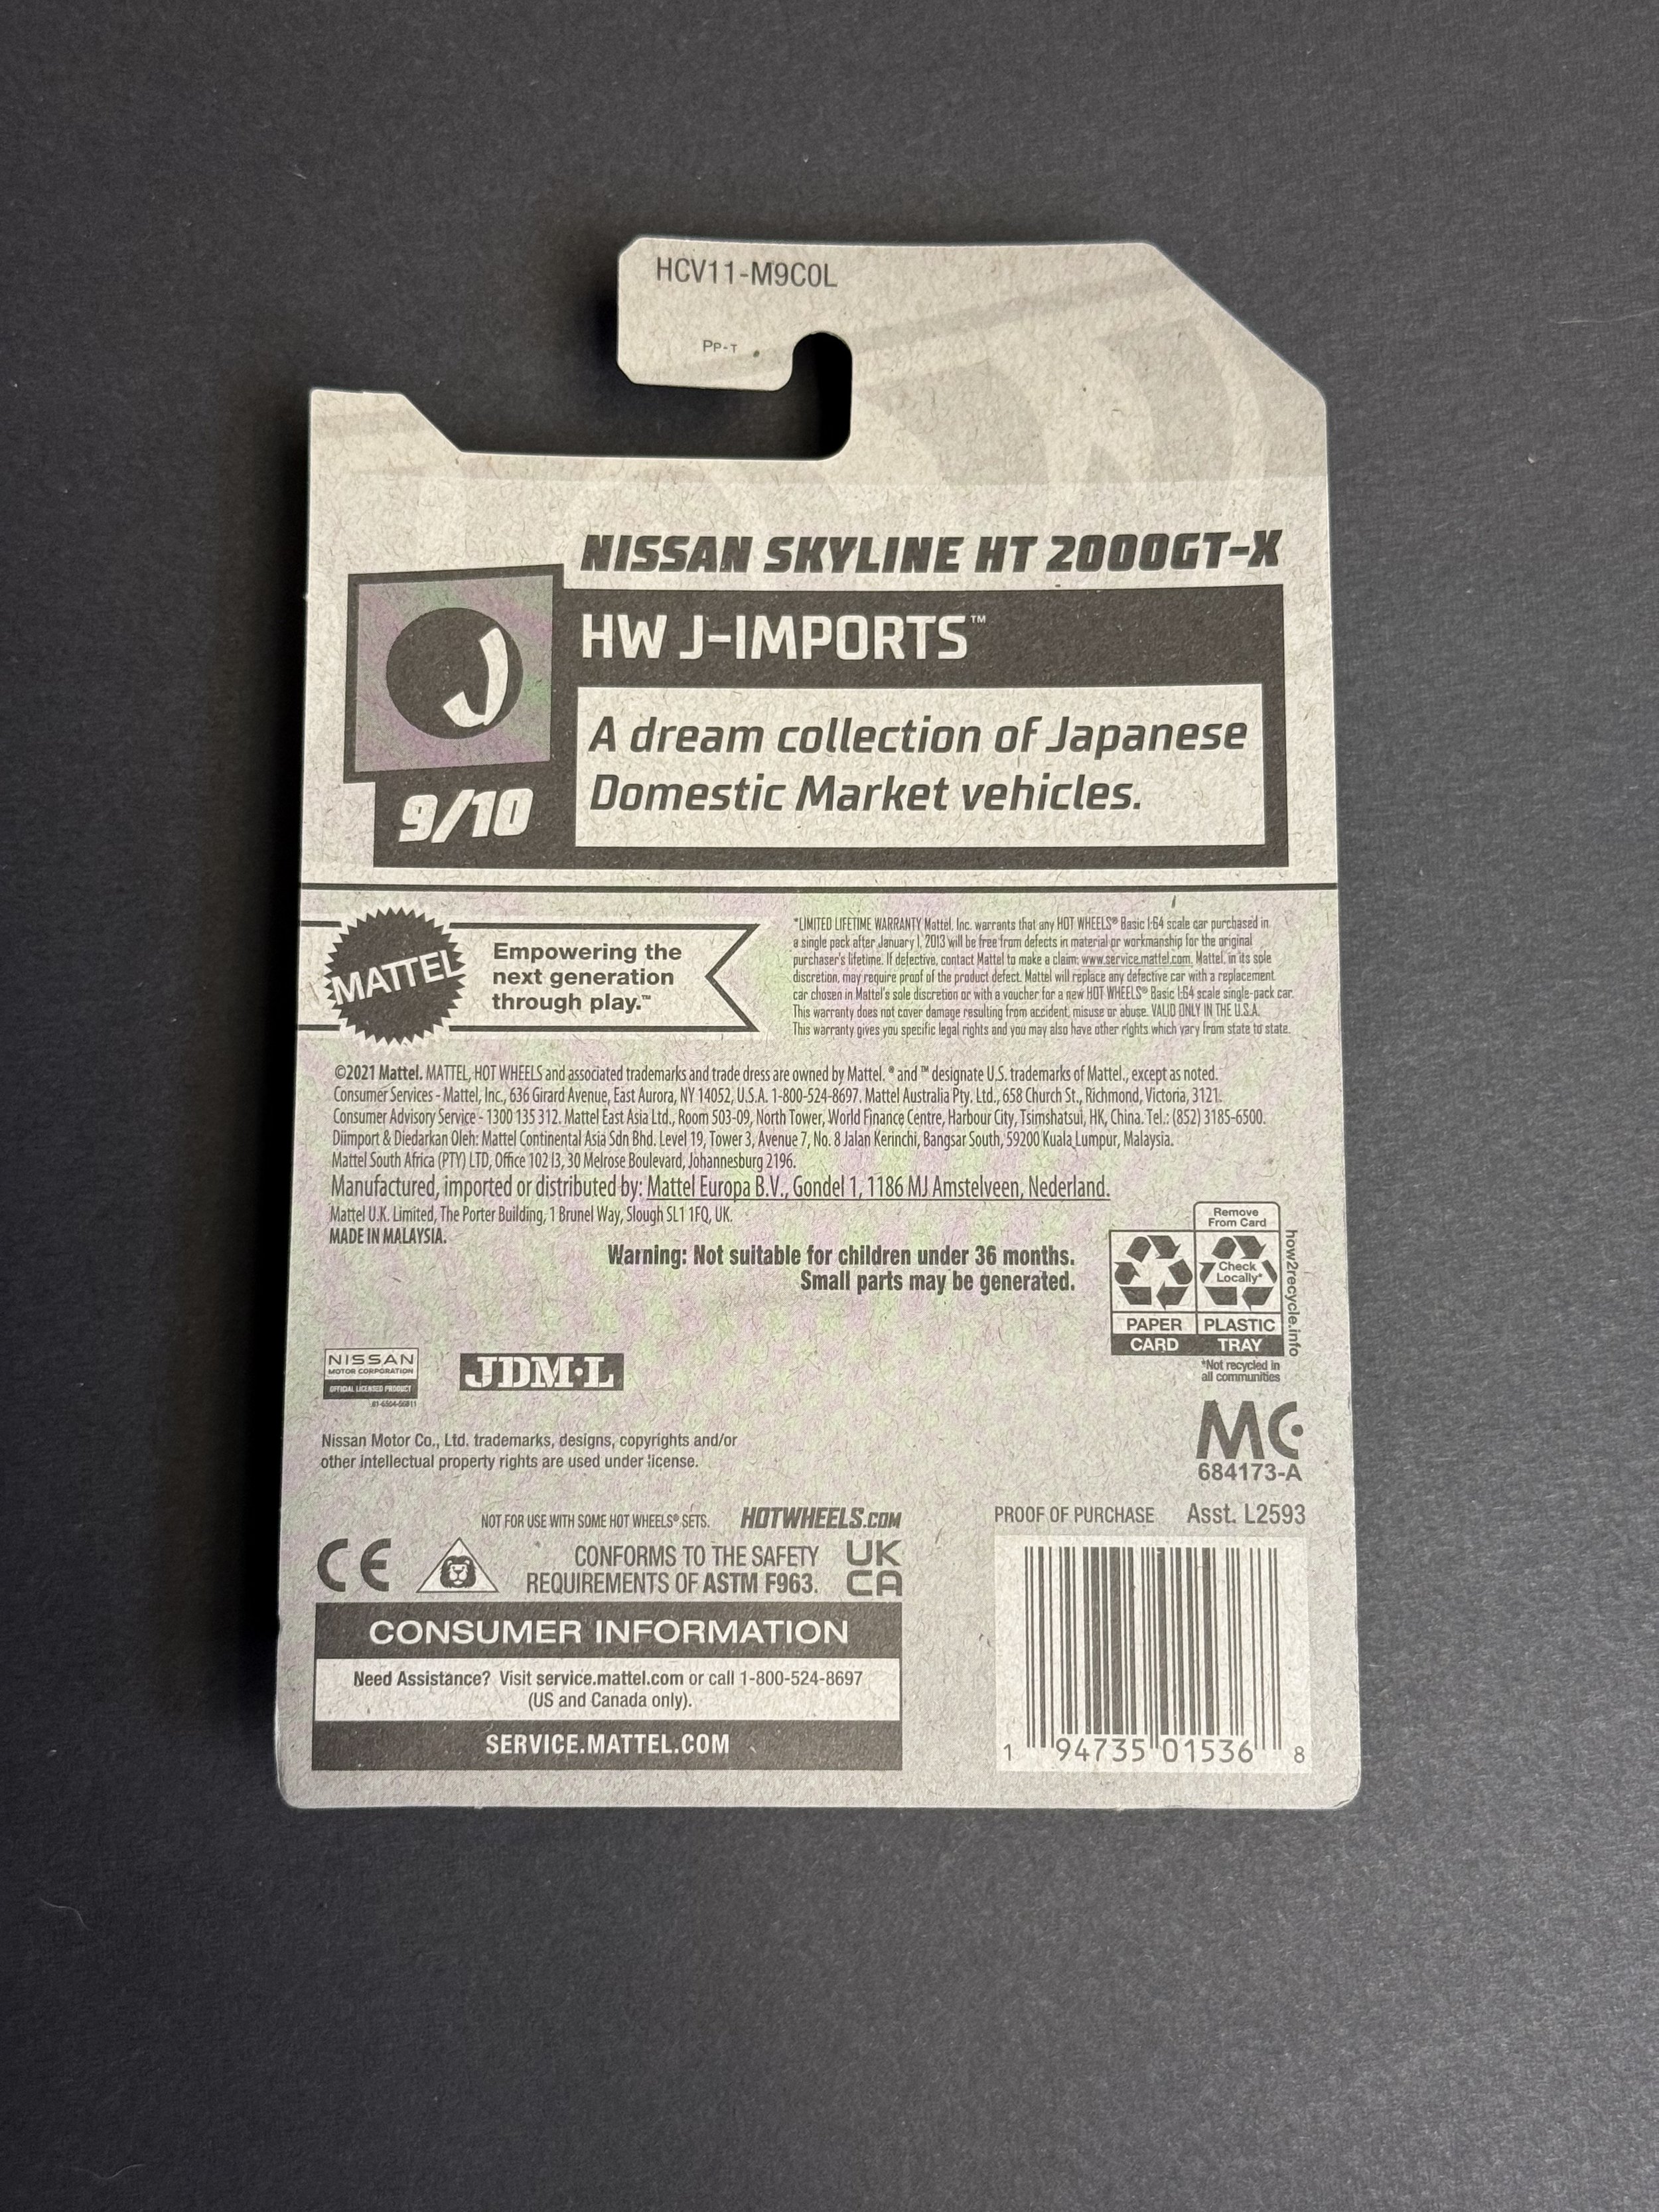 HCV11-M9C0L
PP-T
NISSAN SKYLINE HT 2000GT-X
J
HW J-IMPORTS™
A dream collection of Japanese
Domestic Market vehicles.
9/10
MATTEL
Empowering the
next generation
through play.™
*LIMITED LIFETIME WARRANTY Mattel, Inc. warrants that any HOT WHEELS® Basic 1:64 scale car purchased in
a single pack after January 1, 2013 will be free from defects in material or workmanship for the original
purchaser's lifetime. If defective, contact Mattel to make a claim: www.service.mattel.com. Mattel, in its sole
discretion, may require proof of the product defect. Mattel will replace any defective car with a replacement
car chosen in Mattel's sole discretion or with a voucher for a new HOT WHEELS® Basic 1:64 scale single-pack car.
This warranty does not cover damage resulting from accident, misuse or abuse. VALID ONLY IN THE U.S.A.
This warranty gives you specific legal rights and you may also have other rights which vary from state to state.
©2021 Mattel. MATTEL, HOT WHEELS and associated trademarks and trade dress are owned by Mattel. ® and ™ designate U.S. trademarks of Mattel., except as noted.
Consumer Services - Mattel, Inc., 636 Girard Avenue, East Aurora, NY 14052, U.S.A. 1-800-524-8697. Mattel Australia Pty. Ltd., 658 Church St., Richmond, Victoria, 3121.
Consumer Advisory Service - 1300 135 312. Mattel East Asia Ltd., Room 503-09, North Tower, World Finance Centre, Harbour City, Tsimshatsui, HK, China. Tel.: (852) 3185-6500.
Diimport & Diedarkan Oleh: Mattel Continental Asia Sdn Bhd. Level 19, Tower 3, Avenue 7, No. 8 Jalan Kerinchi, Bangsar South, 59200 Kuala Lumpur, Malaysia.
Mattel South Africa (PTY) LTD, Office 102 I3, 30 Melrose Boulevard, Johannesburg 2196.
Manufactured, imported or distributed by: Mattel Europa B.V., Gondel 1, 1186 MJ Amstelveen, Nederland.
Mattel U.K. Limited, The Porter Building, 1 Brunel Way, Slough SL1 1FQ, UK.
MADE IN MALAYSIA.
Warning: Not suitable for children under 36 months.
Small parts may be generated.
Remove
From Card
Check
Locally*
PAPER
PLASTIC
CARD
TRAY
how2recycle.info
*Not recycled in
all communities
NISSAN
MOTOR CORPORATION
OFFICIAL LICENSED PRODUCT
JDM·L
MC
684173-A
Nissan Motor Co., Ltd. trademarks, designs, copyrights and/or
other intellectual property rights are used under license.
NOT FOR USE WITH SOME HOT WHEELS® SETS.
HOTWHEELS.COM
CE
CONFORMS TO THE SAFETY
REQUIREMENTS OF ASTM F963.
UK
CA
PROOF OF PURCHASE
Asst. L2593
CONSUMER INFORMATION
Need Assistance? Visit service.mattel.com or call 1-800-524-8697
(US and Canada only).
SERVICE.MATTEL.COM
1 94735 01536 8